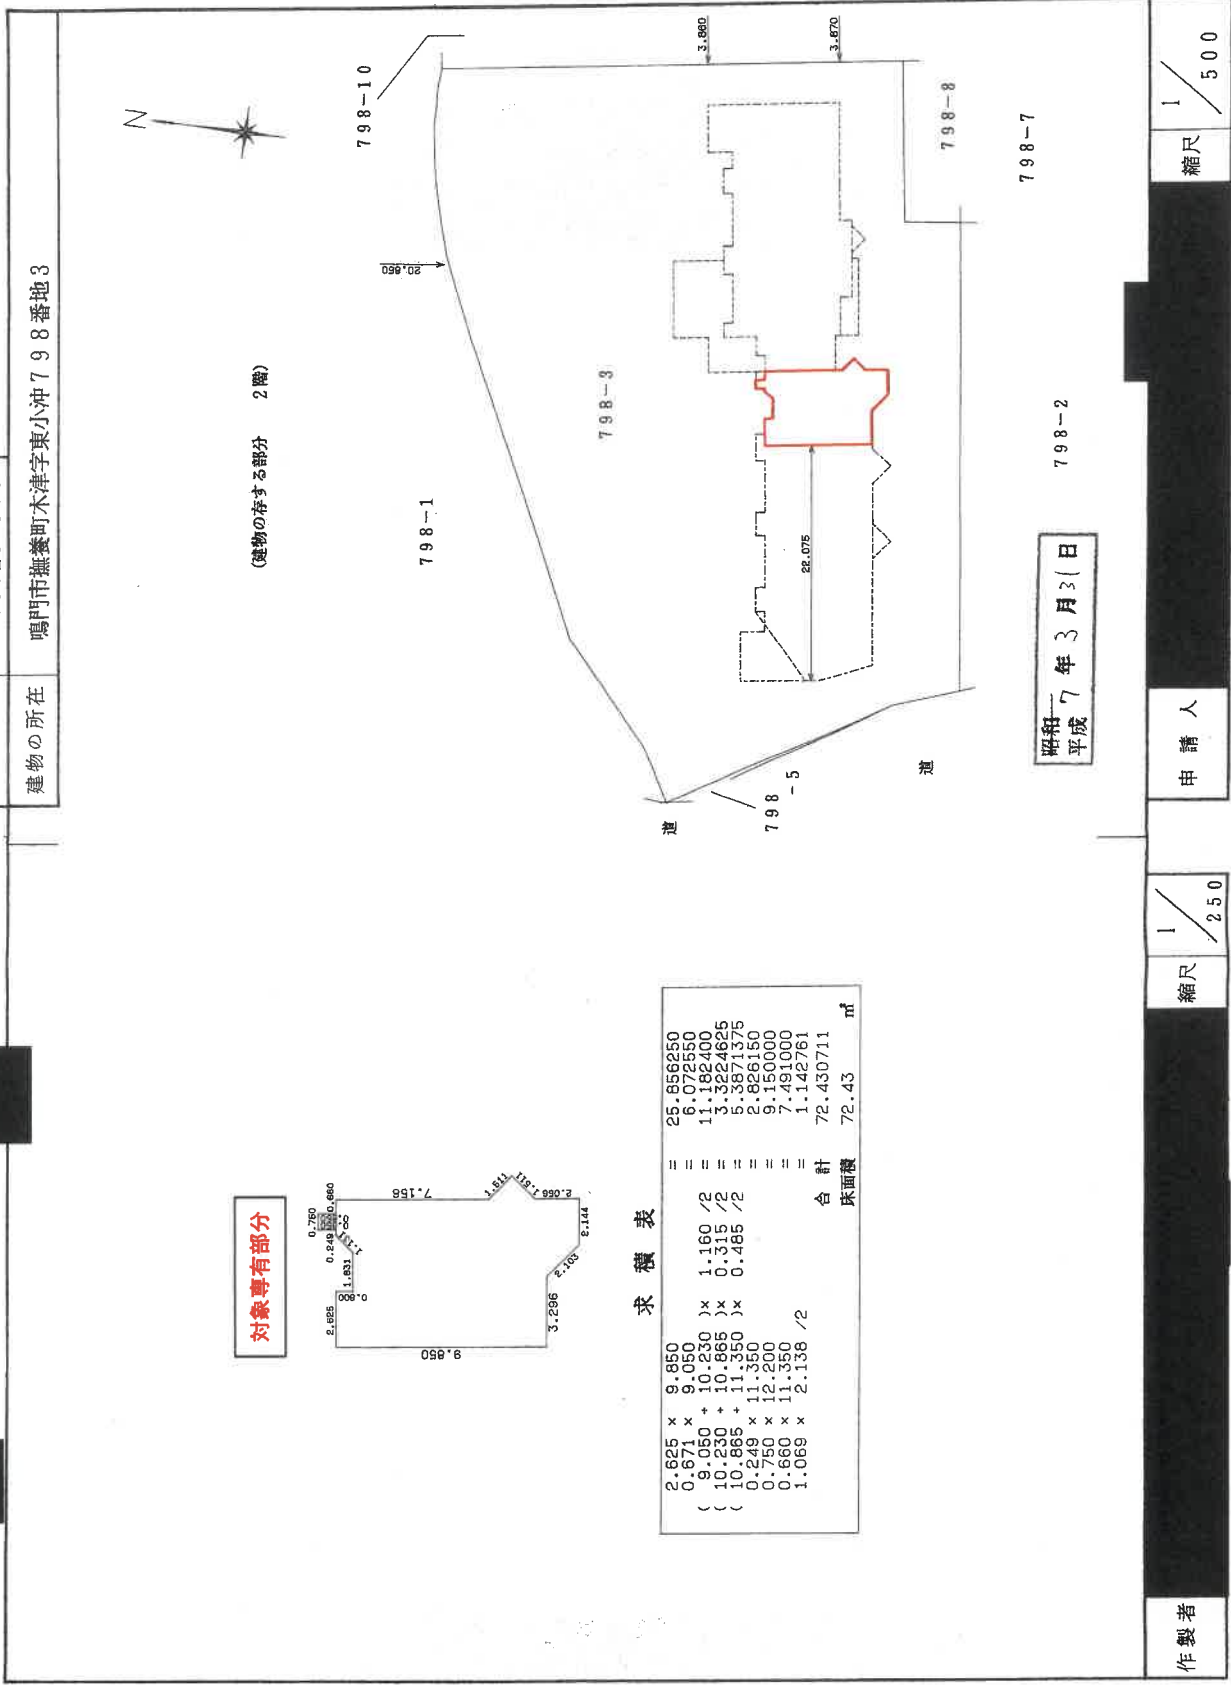 建物の所在
鳴門市撫養町木津字東小沖798番地3
N
(建物の存する部分 2階)
798-10
798-1
20.860
3.860
3.870
798-3
798-8
798-7
798-2
22.075
798
-5
道
道
昭和
平成
7年3月31日
対象専有部分
0.760
0.249
0.660
1.131
1.831
0.800
2.625
9.850
7.156
1.511
1.511
2.056
2.144
2.103
3.296
求積表
2.625 × 9.850 = 25.856250
0.671 × 9.050 = 6.072550
( 9.050 + 10.230 )× 1.160 /2 = 11.182400
( 10.230 + 10.865 )× 0.315 /2 = 3.3224625
( 10.865 + 11.350 )× 0.485 /2 = 5.3871375
0.249 × 11.350 = 2.826150
0.750 × 12.200 = 9.150000
0.660 × 11.350 = 7.491000
1.069 × 2.138 /2 = 1.142761
合計 72.430711
床面積 72.43 ㎡
作製者
縮尺
1/250
申請人
縮尺
1/500